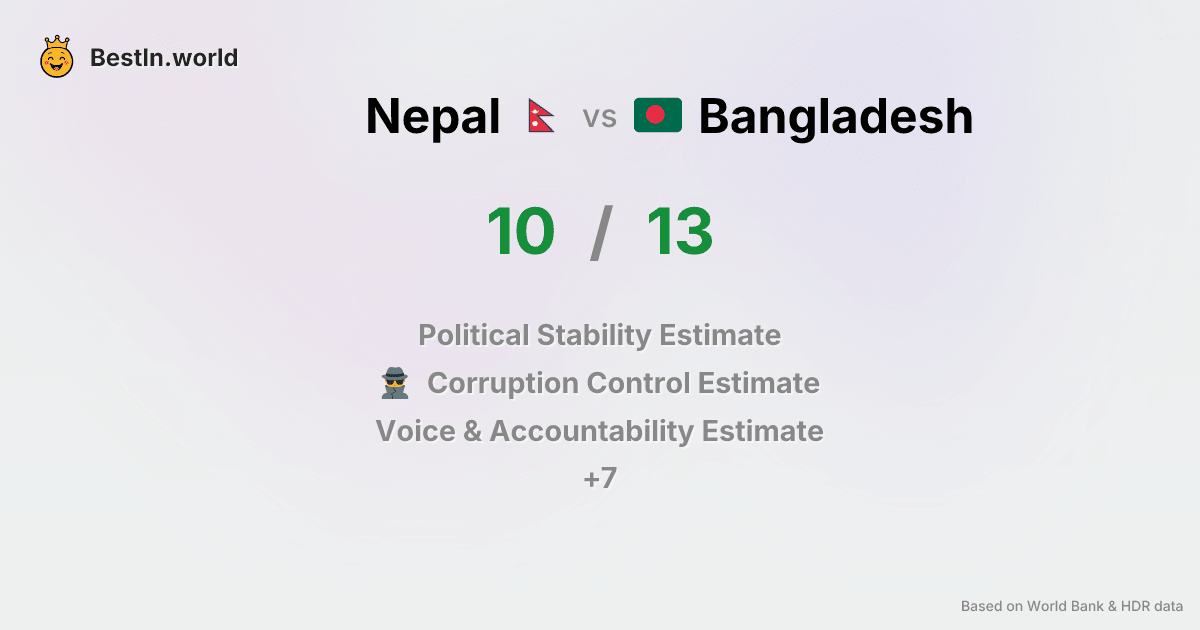 BestIn.world
Nepal vs Bangladesh
10 / 13
Political Stability Estimate
Corruption Control Estimate
Voice & Accountability Estimate
+7
Based on World Bank & HDR data